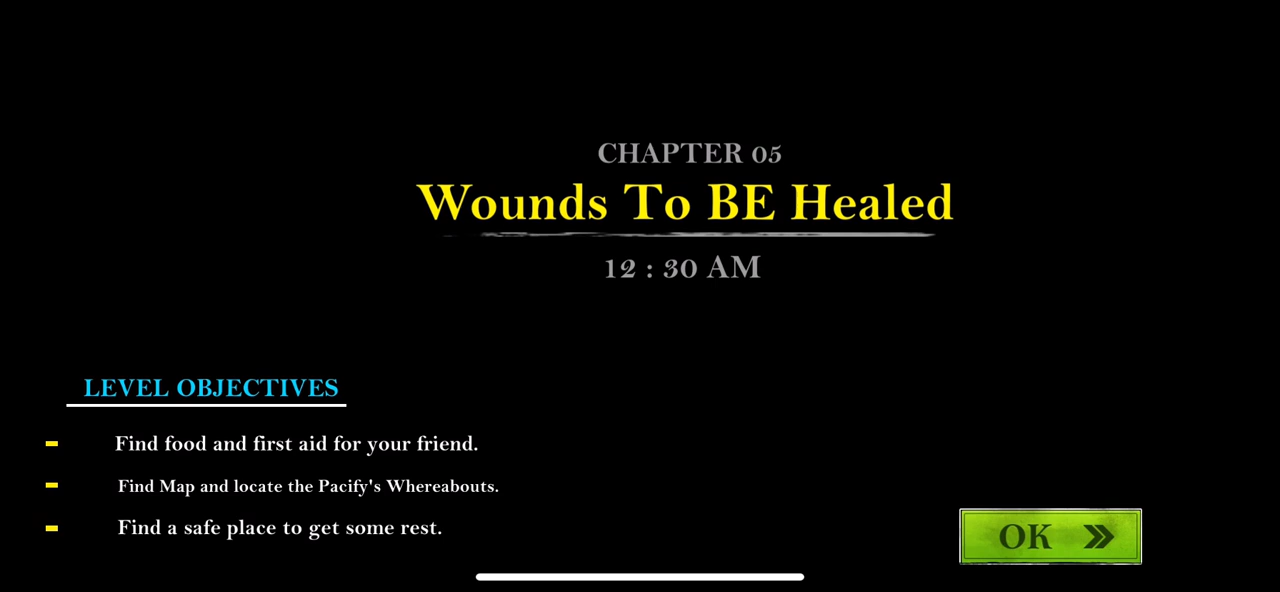 CHAPTER 05
Wounds To BE Healed
12 : 30 AM
LEVEL OBJECTIVES
- Find food and first aid for your friend.
- Find Map and locate the Pacify's Whereabouts.
- Find a safe place to get some rest.
OK »